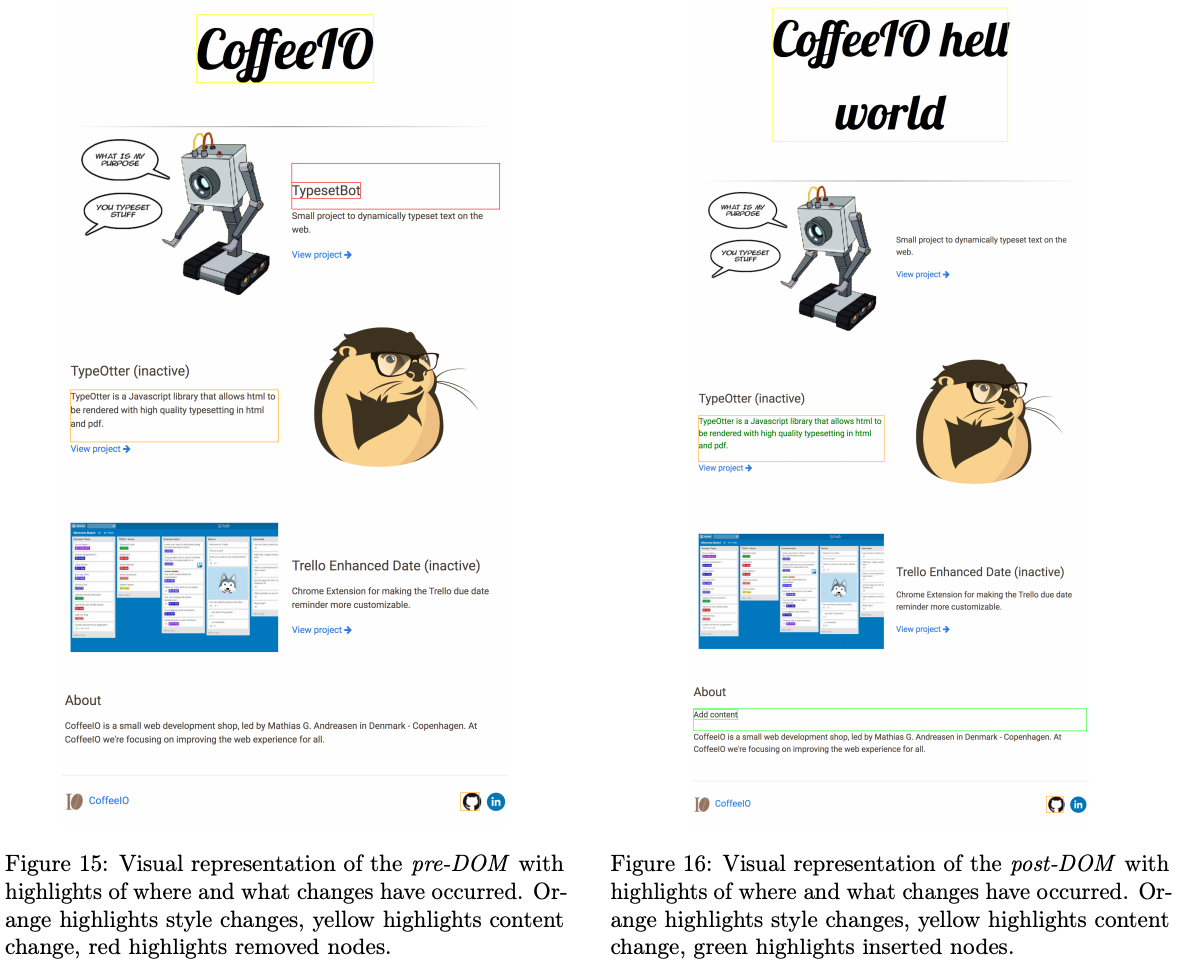 CoffeeIO
WHAT IS MY
PURPOSE
YOU TYPESET
STUFF
TypesetBot
Small project to dynamically typeset text on the
web.
View project →
TypeOtter (inactive)
TypeOtter is a Javascript library that allows html to
be rendered with high quality typesetting in html
and pdf.
View project →
Trello Enhanced Date (inactive)
Chrome Extension for making the Trello due date
reminder more customizable.
View project →
About
CoffeeIO is a small web development shop, led by Mathias G. Andreasen in Denmark - Copenhagen. At
CoffeeIO we're focusing on improving the web experience for all.
CoffeeIO
in
Figure 15: Visual representation of the pre-DOM with
highlights of where and what changes have occurred. Or-
ange highlights style changes, yellow highlights content
change, red highlights removed nodes.
CoffeeIO hell
world
WHAT IS MY
PURPOSE
YOU TYPESET
STUFF
Small project to dynamically typeset text on the
web.
View project →
TypeOtter (inactive)
TypeOtter is a Javascript library that allows html to
be rendered with high quality typesetting in html
and pdf.
View project →
Trello Enhanced Date (inactive)
Chrome Extension for making the Trello due date
reminder more customizable.
View project →
About
Add content
CoffeeIO is a small web development shop, led by Mathias G. Andreasen in Denmark - Copenhagen. At
CoffeeIO we're focusing on improving the web experience for all.
CoffeeIO
in
Figure 16: Visual representation of the post-DOM with
highlights of where and what changes have occurred. Or-
ange highlights style changes, yellow highlights content
change, green highlights inserted nodes.